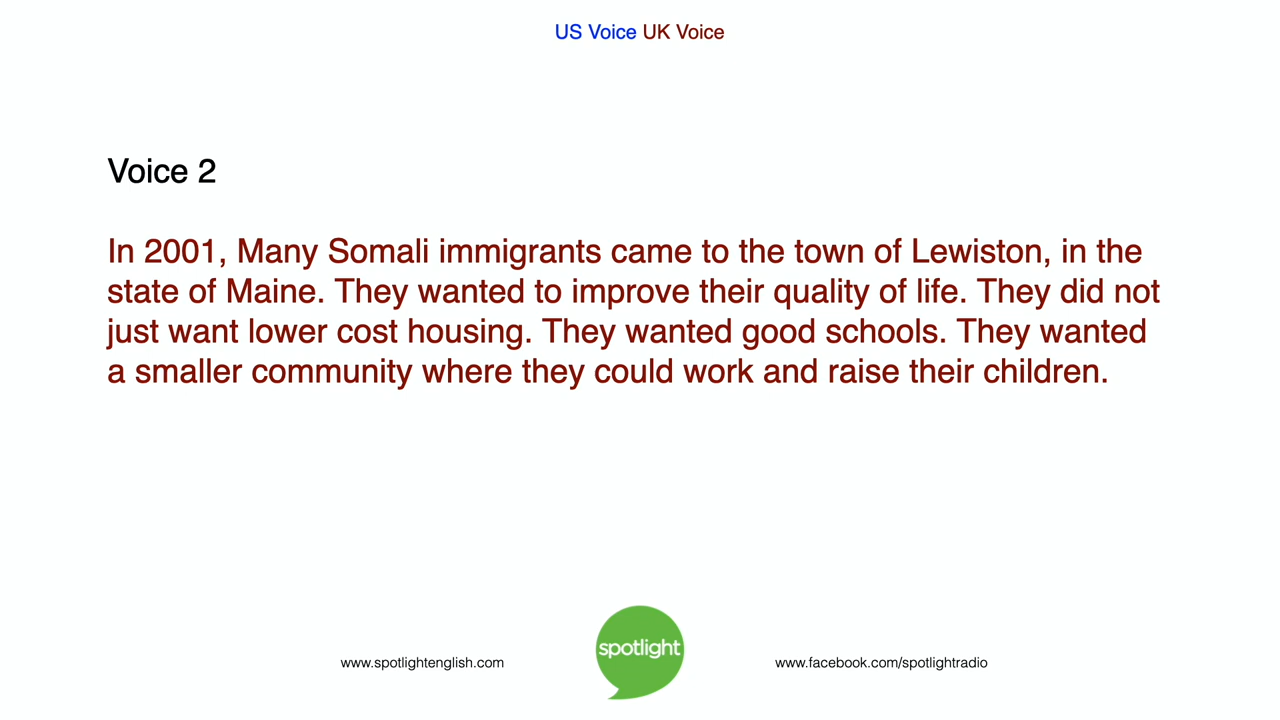 US Voice UK Voice
Voice 2
In 2001, Many Somali immigrants came to the town of Lewiston, in the
state of Maine. They wanted to improve their quality of life. They did not
just want lower cost housing. They wanted good schools. They wanted
a smaller community where they could work and raise their children.
www.spotlightenglish.com
spotlight
www.facebook.com/spotlightradio